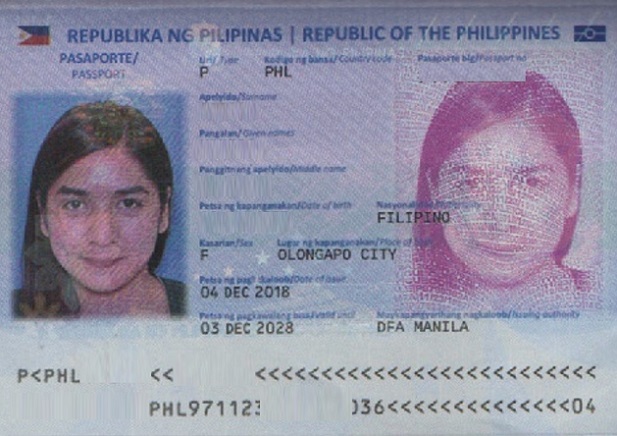 REPUBLIKA NG PILIPINAS | REPUBLIC OF THE PHILIPPINES
PASAPORTE/
PASSPORT
Uri/Type
P
Kodigo ng bansa/Country code
PHL
Pasaporte blg/Passport no
Apelyido/Surname
Pangalan/Given names
Panggitnang apelyido/Middle name
Petsa ng kapanganakan/Date of birth
Nasyonalidad/Nationality
FILIPINO
Kasarian/Sex
F
Lugar ng kapanganakan/Place of birth
OLONGAPO CITY
Petsa ng pagkakaloob/Date of issue
04 DEC 2018
Petsa ng pagkawalang bisa/Valid until
03 DEC 2028
Maykapangyarihang nagkaloob/Issuing authority
DFA MANILA
P<PHL << <<<<<<<<<<<<<<<<<<<<<<<<<<
PHL971123 036<<<<<<<<<<<<<<<04